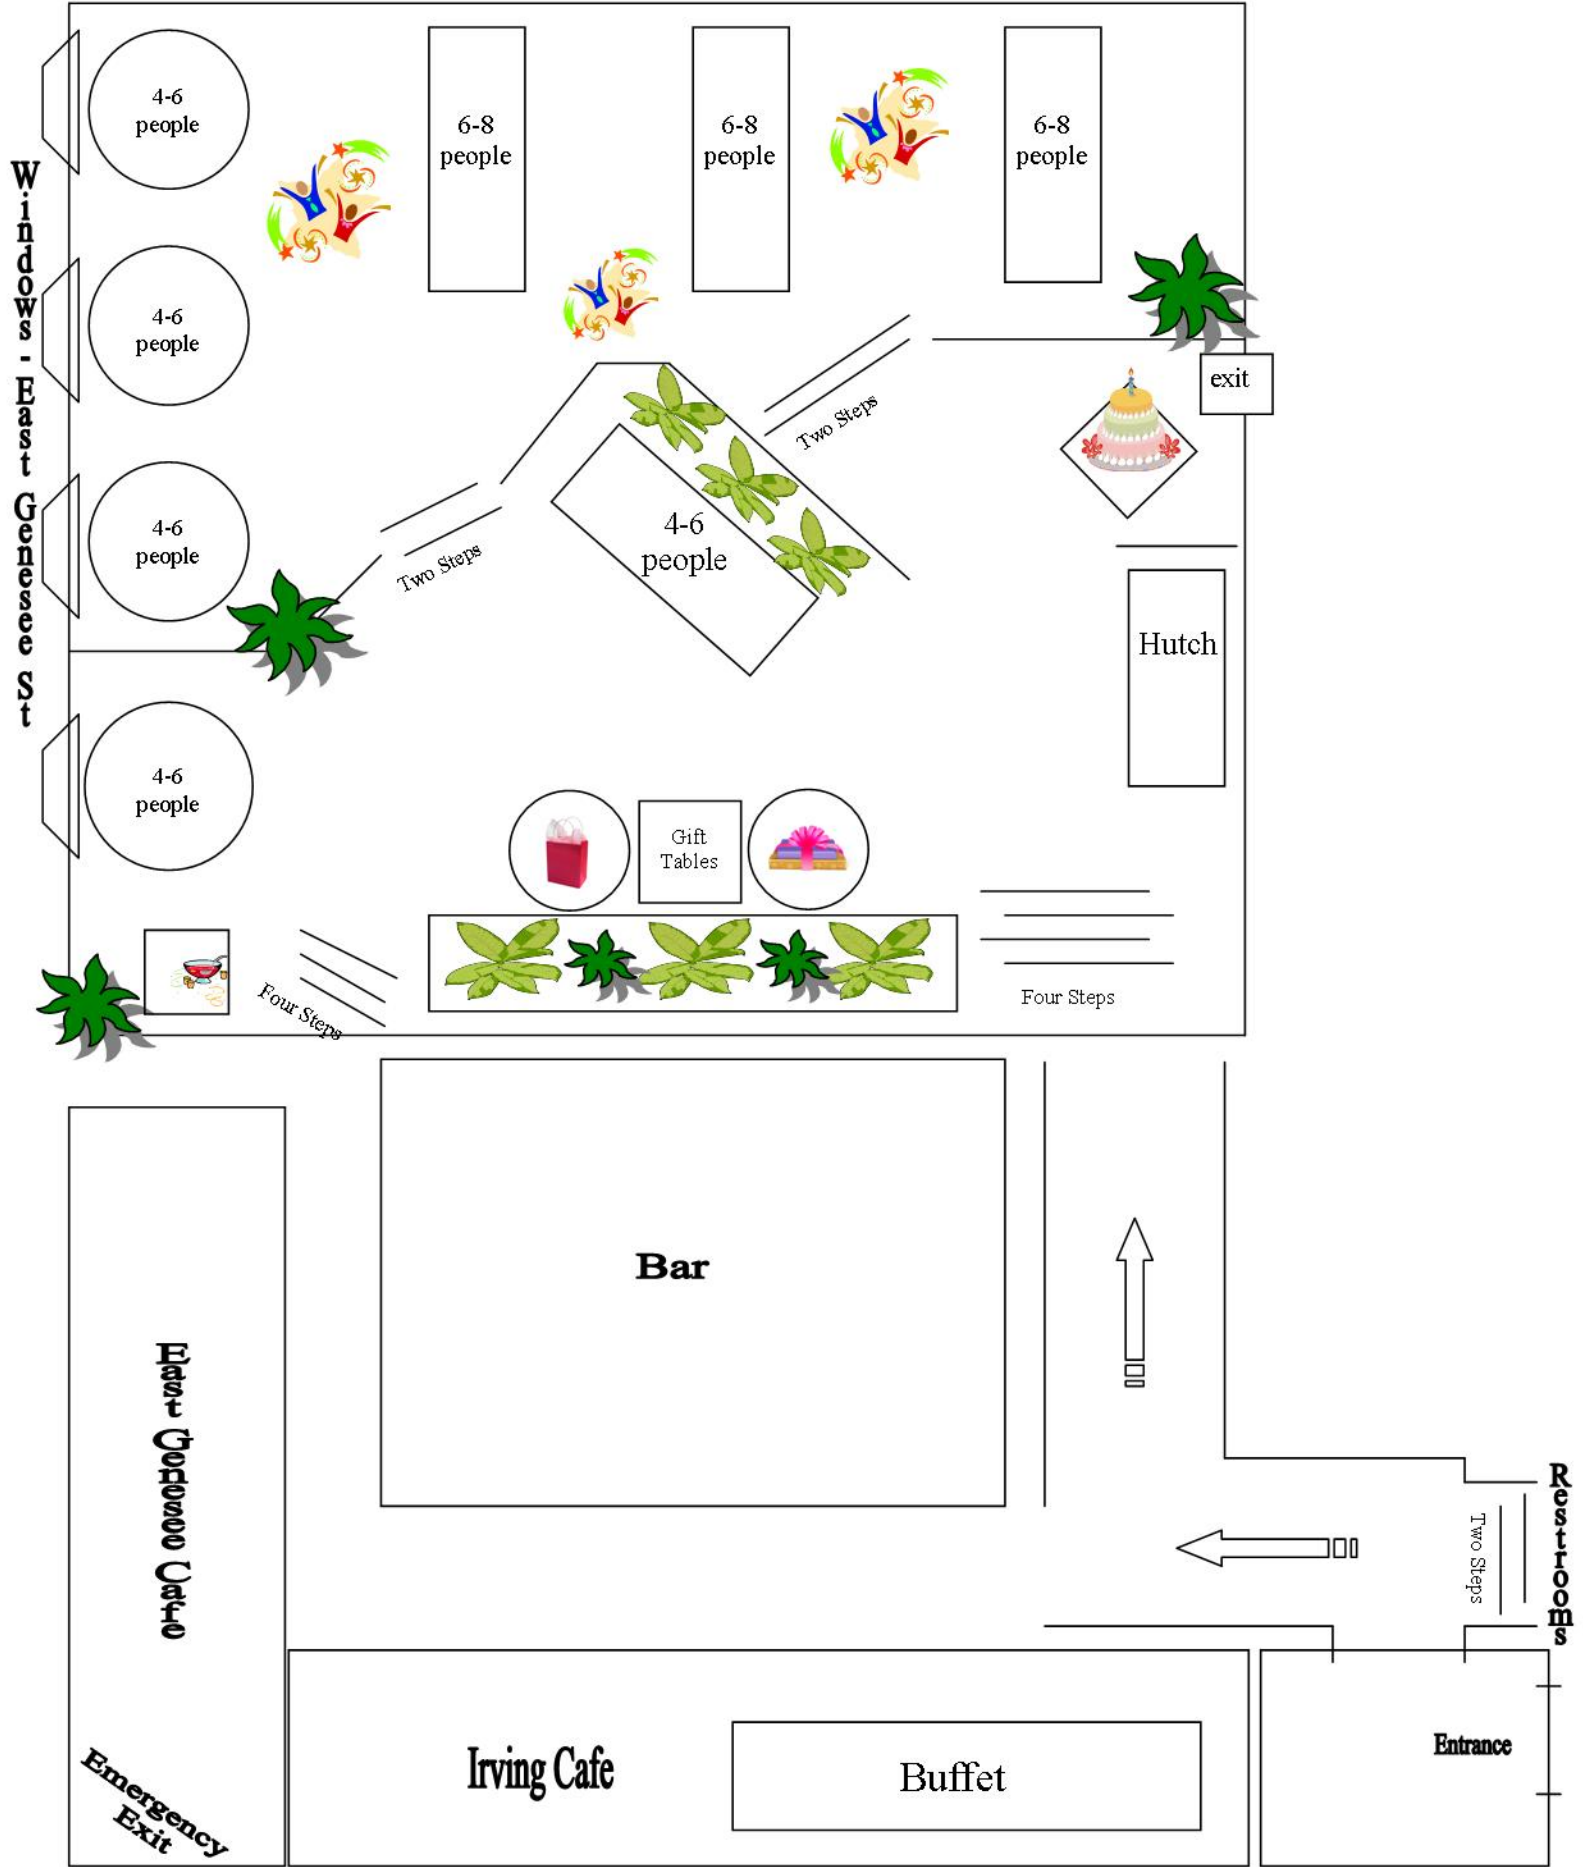 4-6
people
6-8
people
6-8
people
6-8
people
Windows - East Genesee St
4-6
people
exit
Two Steps
4-6
people
Two Steps
4-6
people
Hutch
4-6
people
Gift
Tables
Four Steps
Four Steps
Bar
East Genesee Cafe
Restrooms
Two Steps
Entrance
Irving Cafe
Buffet
Emergency
Exit